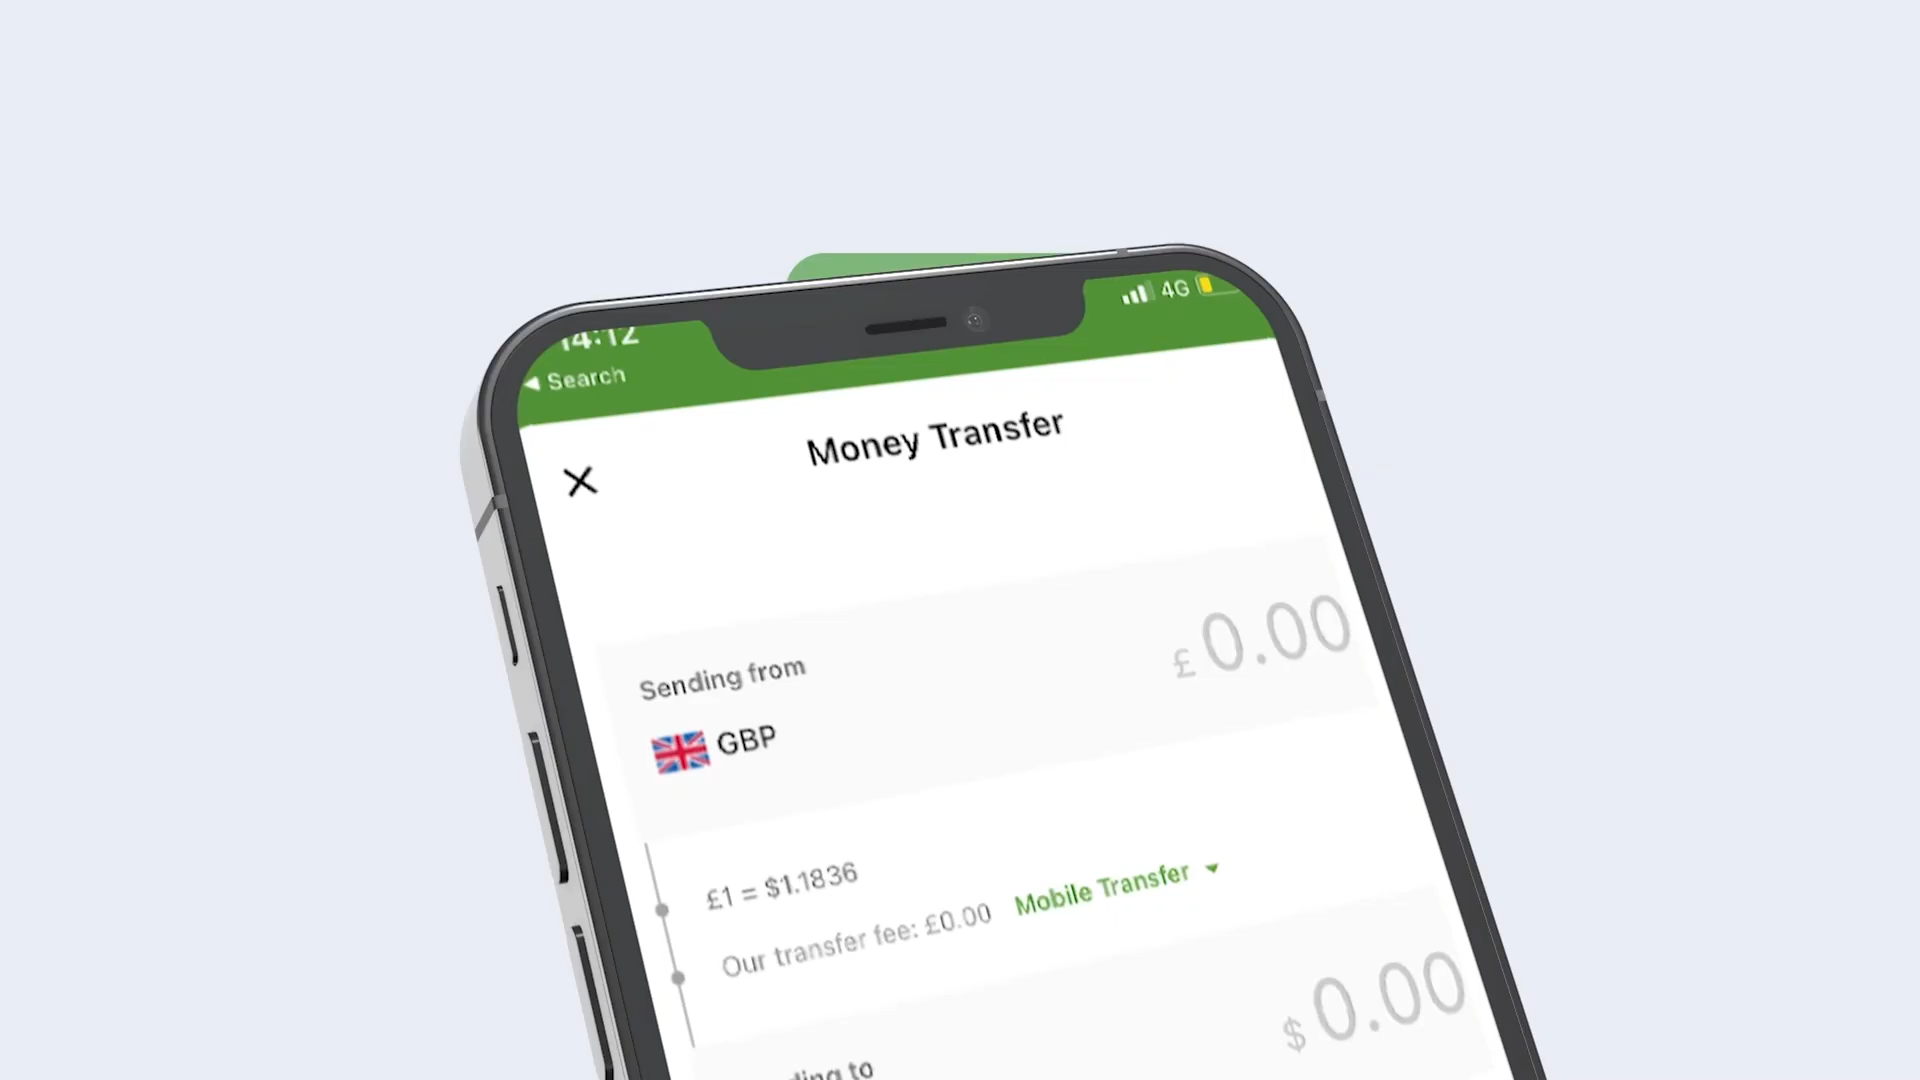 14:12
4G
◀ Search
Money Transfer
Sending from
£ 0.00
GBP
£1 = $1.1836
Our transfer fee: £0.00 Mobile Transfer
$ 0.00
to